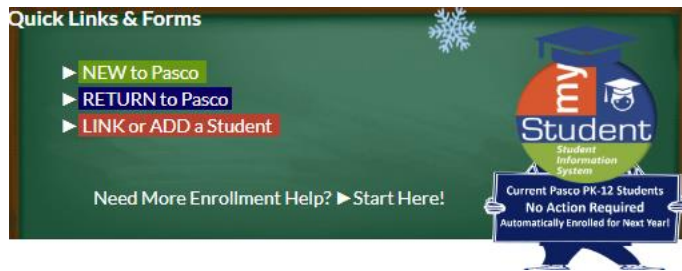 Quick Links & Forms
► NEW to Pasco
► RETURN to Pasco
► LINK or ADD a Student
Need More Enrollment Help? ► Start Here!
my
Student
Student
Information
System
Current Pasco PK-12 Students
No Action Required
Automatically Enrolled for Next Year!